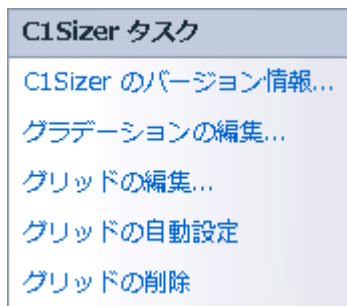 C1Sizer タスク
C1Sizer のバージョン情報...
グラデーションの編集...
グリッドの編集...
グリッドの自動設定
グリッドの削除